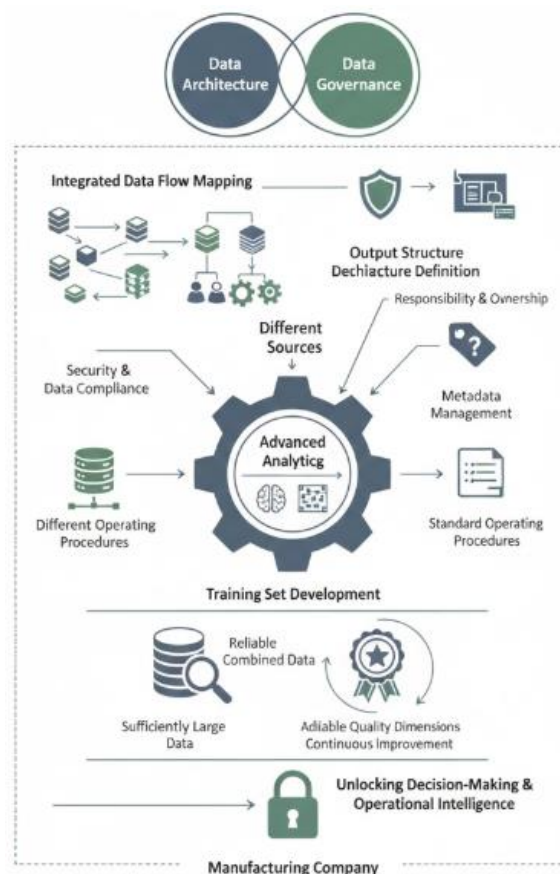 Data
Architecture
Data
Governance
Integrated Data Flow Mapping
Output Structure
Dechiacture Definition
Responsibility & Ownership
Different
Sources
Security &
Data Compliance
Metadata
Management
?
Advanced
Analyticg
Different Operating
Procedures
Standard Operating
Procedures
Training Set Development
Reliable
Combined Data
Sufficiently Large
Data
Adliable Quality Dimensions
Continuous Improvement
Unlocking Decision-Making &
Operational Intelligence
Manufacturing Company